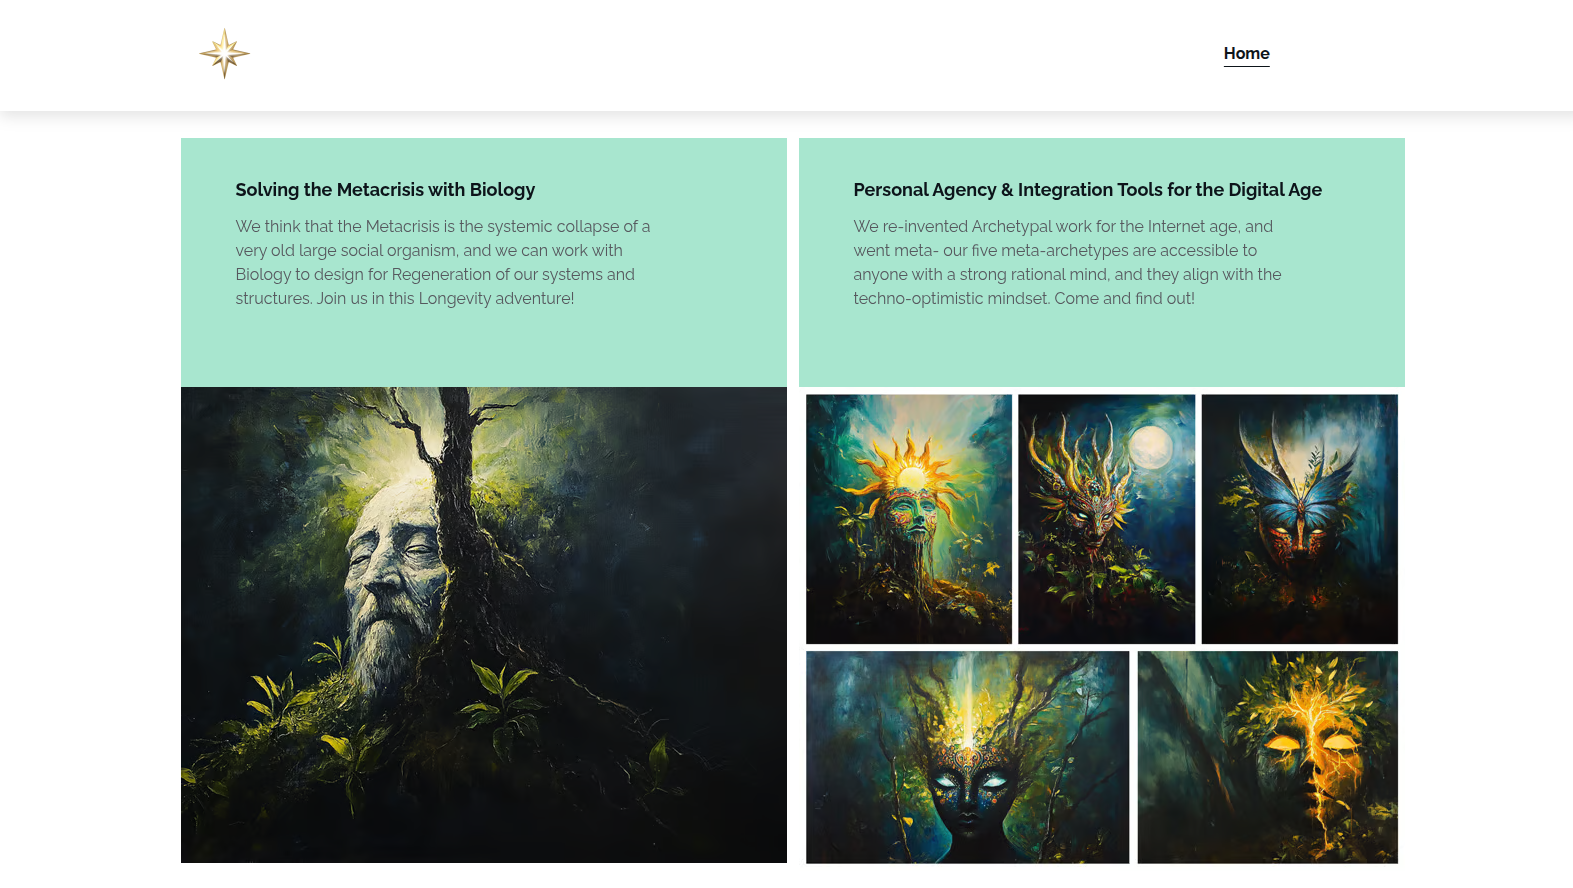 Home
Solving the Metacrisis with Biology
We think that the Metacrisis is the systemic collapse of a
very old large social organism, and we can work with
Biology to design for Regeneration of our systems and
structures. Join us in this Longevity adventure!
Personal Agency & Integration Tools for the Digital Age
We re-invented Archetypal work for the Internet age, and
went meta- our five meta-archetypes are accessible to
anyone with a strong rational mind, and they align with the
techno-optimistic mindset. Come and find out!